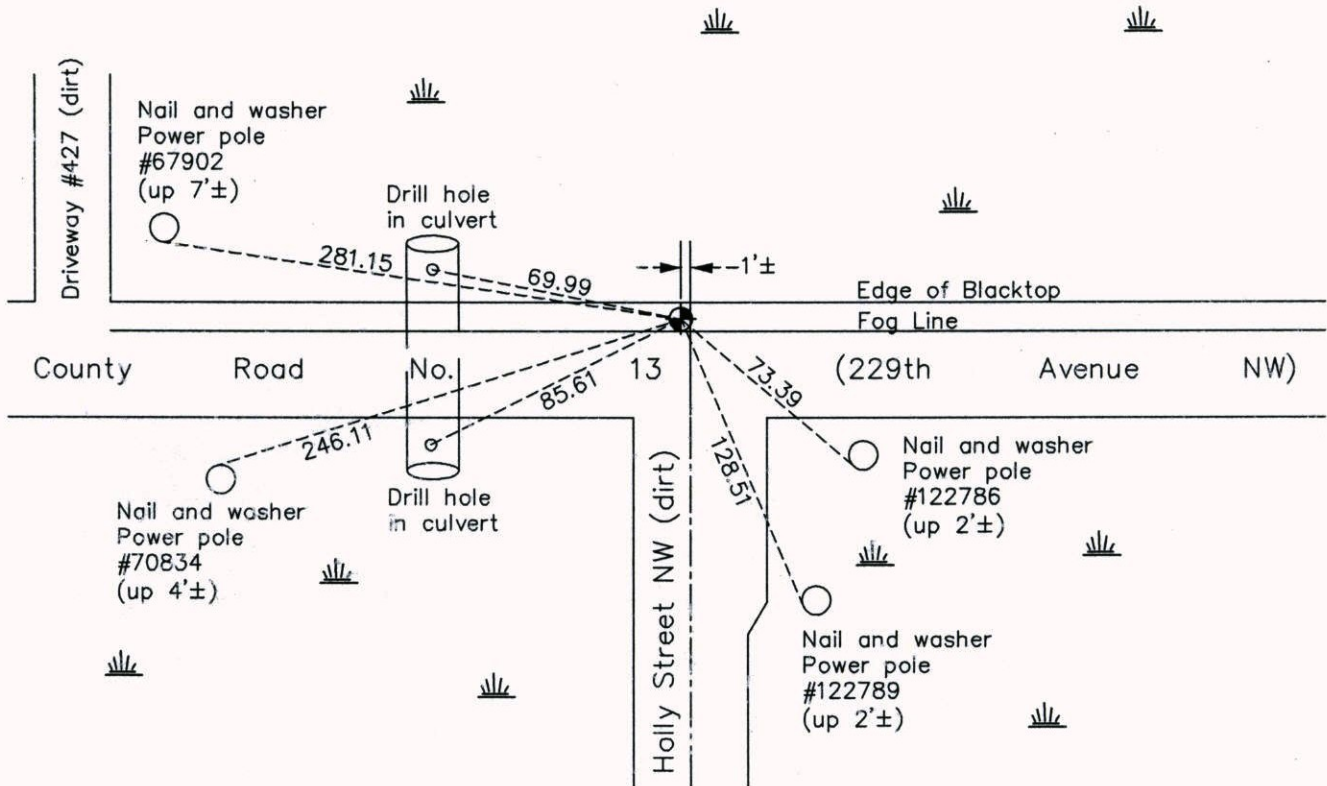 Driveway #427 (dirt)
Nail and washer
Power pole
#67902
(up 7'±)
Drill hole
in culvert
281.15
69.99
1'±
Edge of Blacktop
Fog Line
County Road No. 13 (229th Avenue NW)
246.11
85.61
73.39
128.51
Nail and washer
Power pole
#70834
(up 4'±)
Drill hole
in culvert
Holly Street NW (dirt)
Nail and washer
Power pole
#122786
(up 2'±)
Nail and washer
Power pole
#122789
(up 2'±)